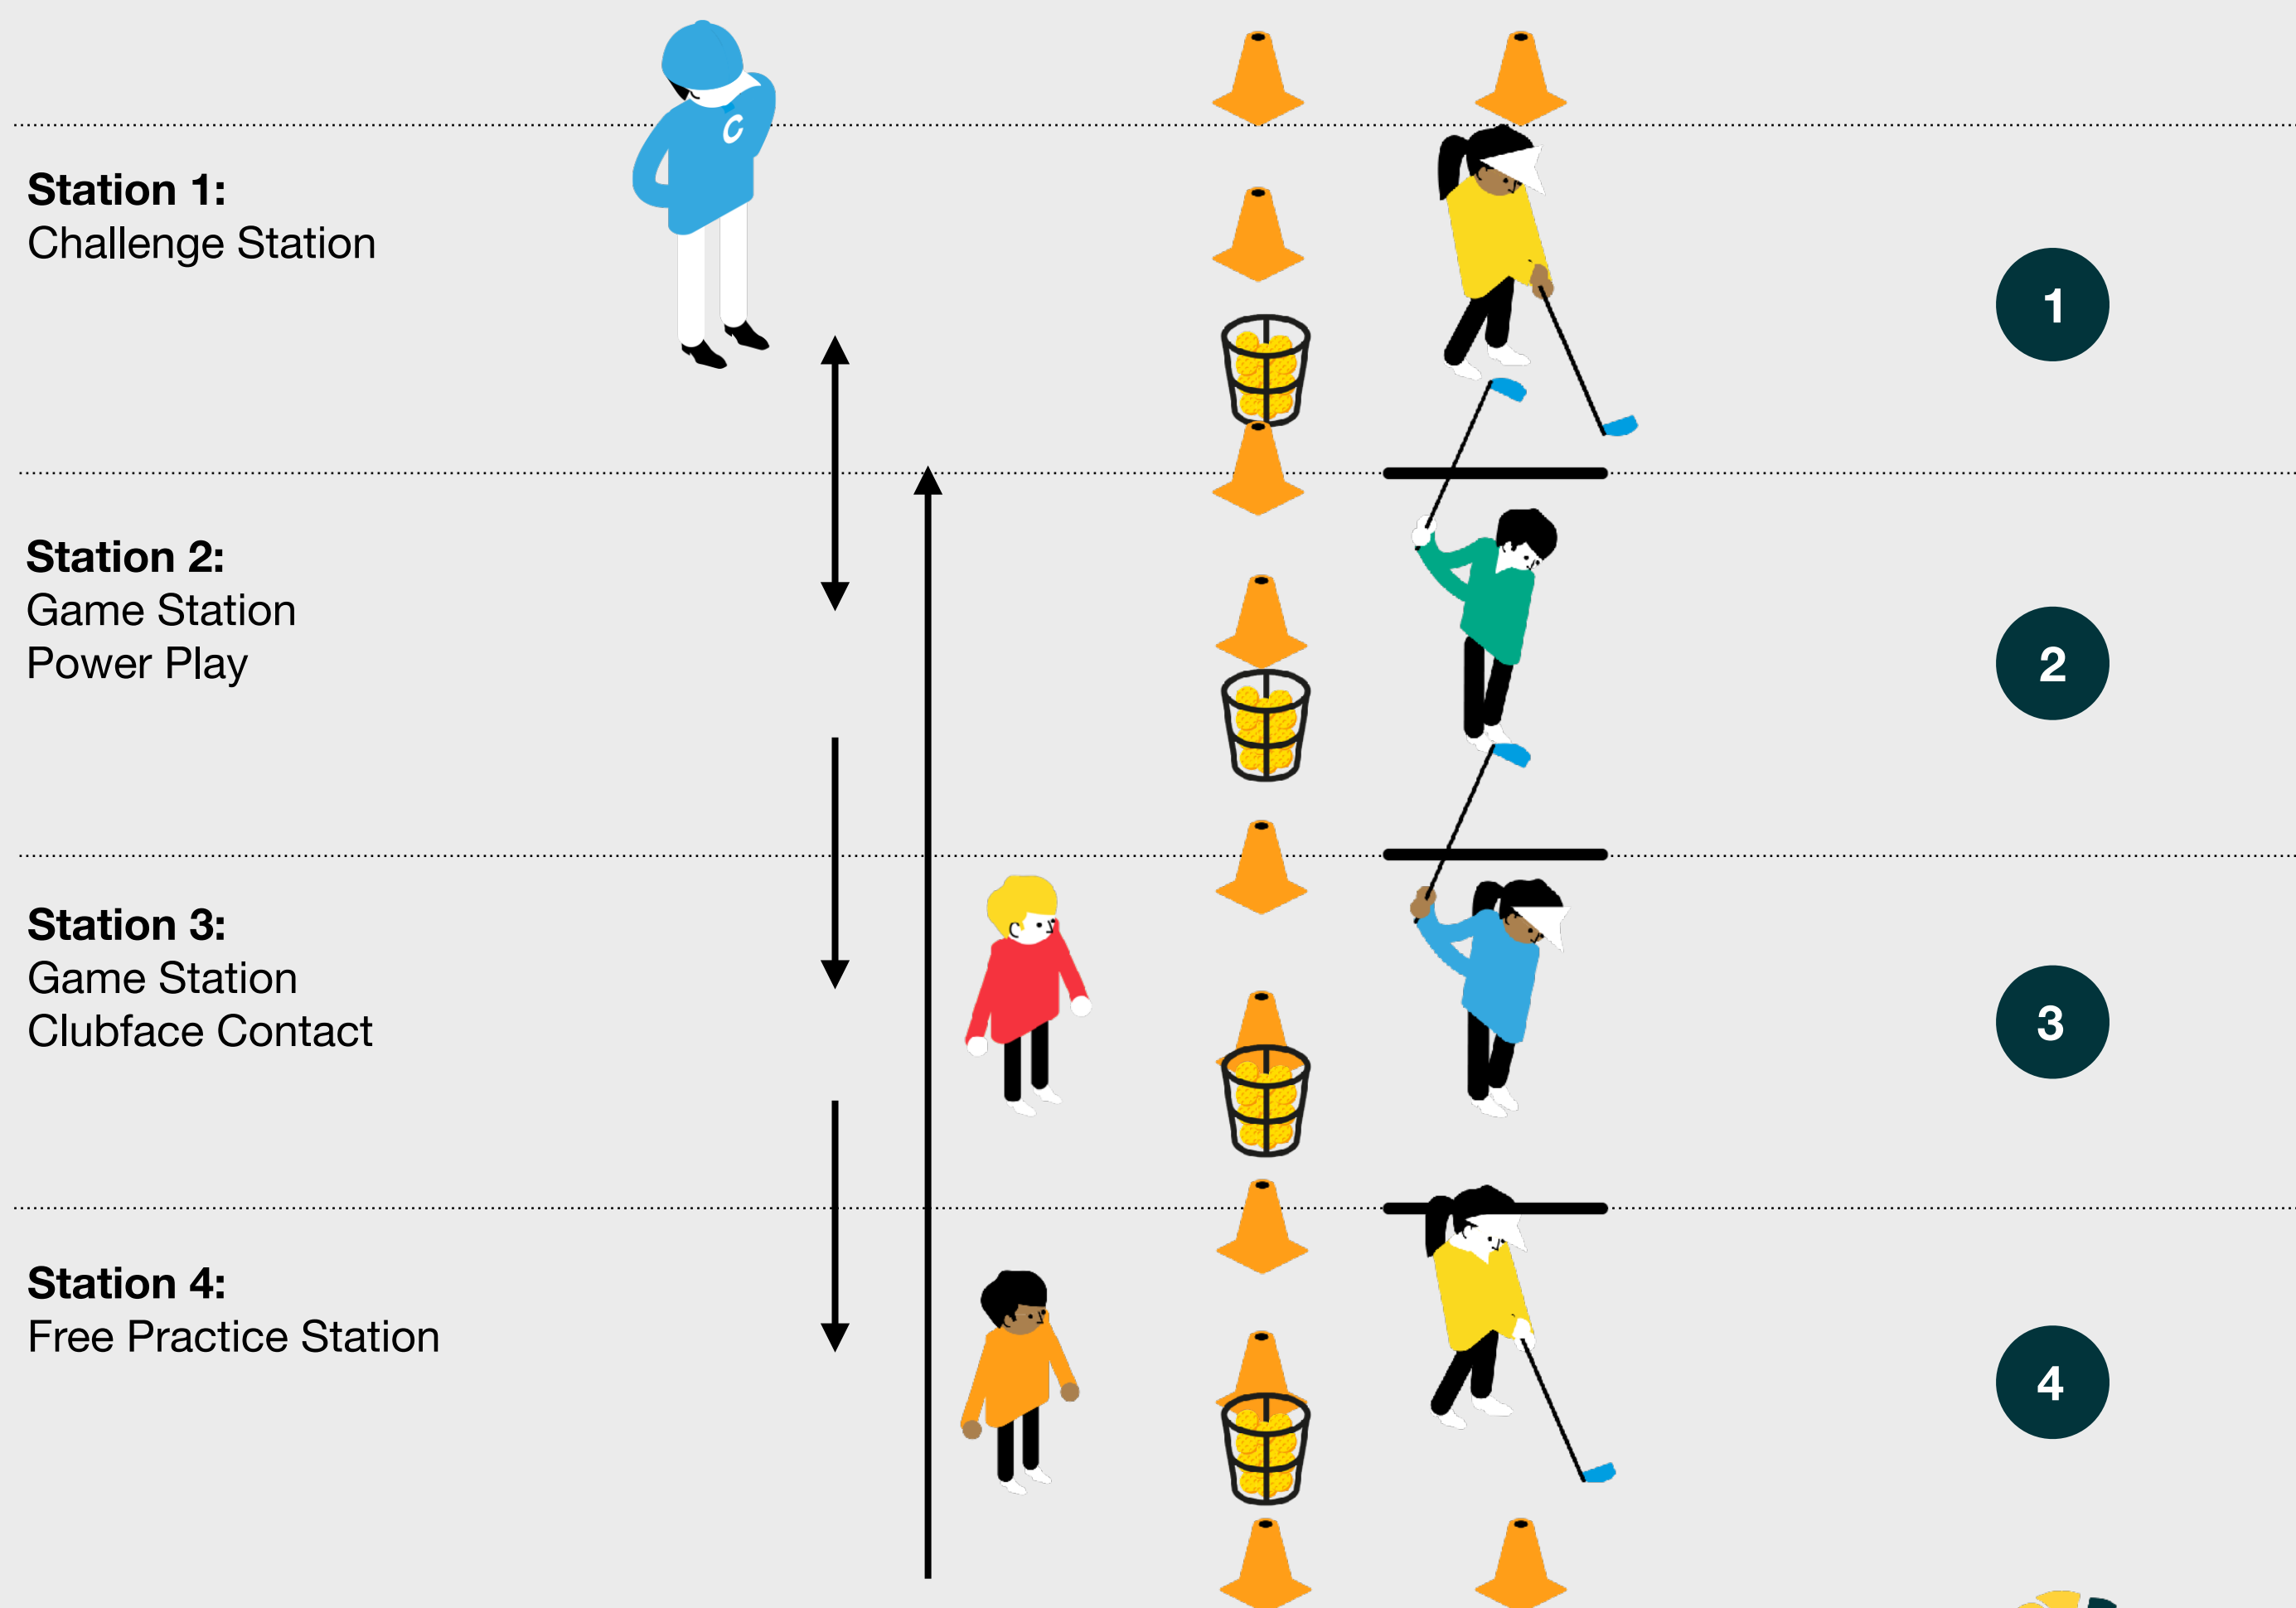 Station 1:
Challenge Station
C
1
Station 2:
Game Station
Power Play
2
Station 3:
Game Station
Clubface Contact
3
Station 4:
Free Practice Station
4